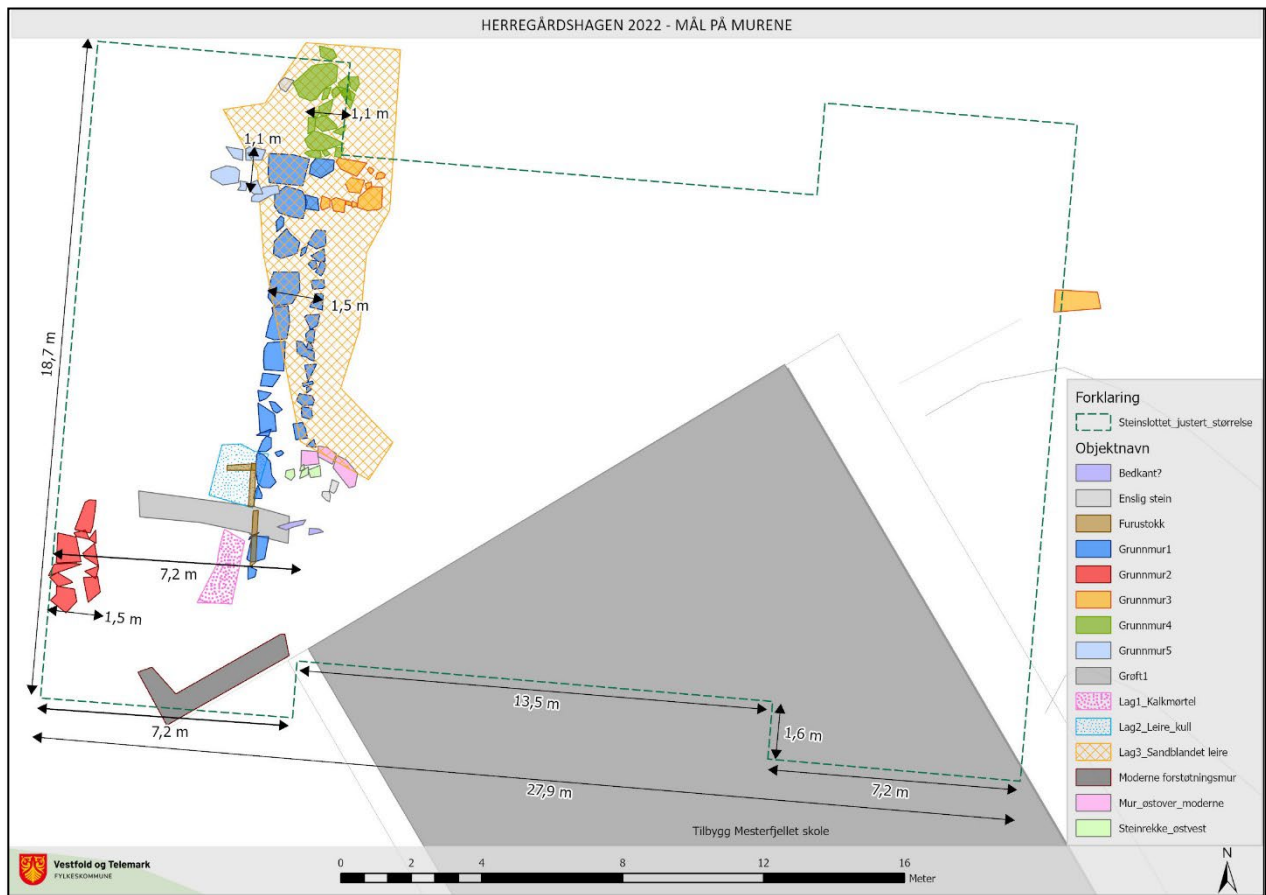 HERREGÅRDSHAGEN 2022 - MÅL PÅ MURENE
1,1 m
1,1 m
1,5 m
18,7 m
7,2 m
1,5 m
7,2 m
13,5 m
1,6 m
7,2 m
27,9 m
Tilbygg Mesterfjellet skole
Forklaring
Steinslottet_justert_størrelse
Objektnavn
Bedkant?
Enslig stein
Furustokk
Grunnmur1
Grunnmur2
Grunnmur3
Grunnmur4
Grunnmur5
Grøft1
Lag1_Kalkmørtel
Lag2_Leire_kull
Lag3_Sandblandet leire
Moderne forstøtningsmur
Mur_østover_moderne
Steinrekke_østvest
Vestfold og Telemark
FYLKESKOMMUNE
0 2 4 8 12 16
Meter
N